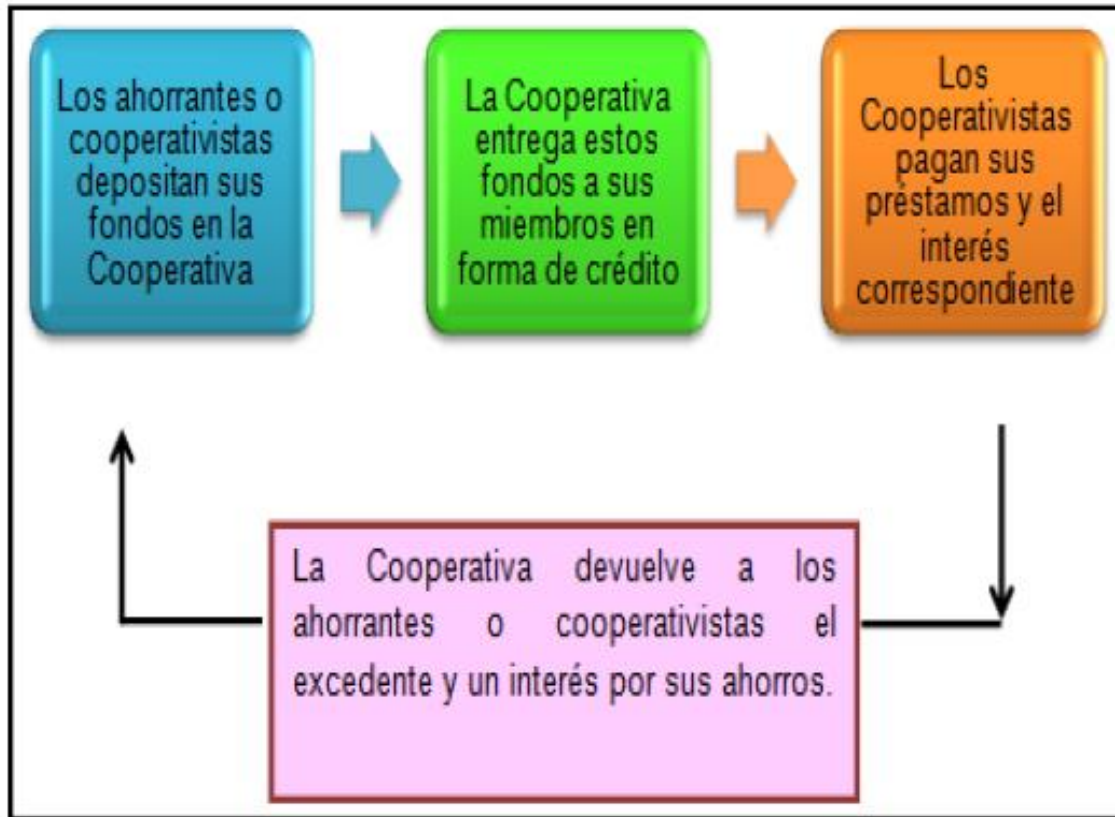 Los ahorrantes o
cooperativistas
depositan sus
fondos en la
Cooperativa
La Cooperativa
entrega estos
fondos a sus
miembros en
forma de crédito
Los
Cooperativistas
pagan sus
préstamos y el
interés
correspondiente
La Cooperativa devuelve a los
ahorrantes o cooperativistas el
excedente y un interés por sus ahorros.